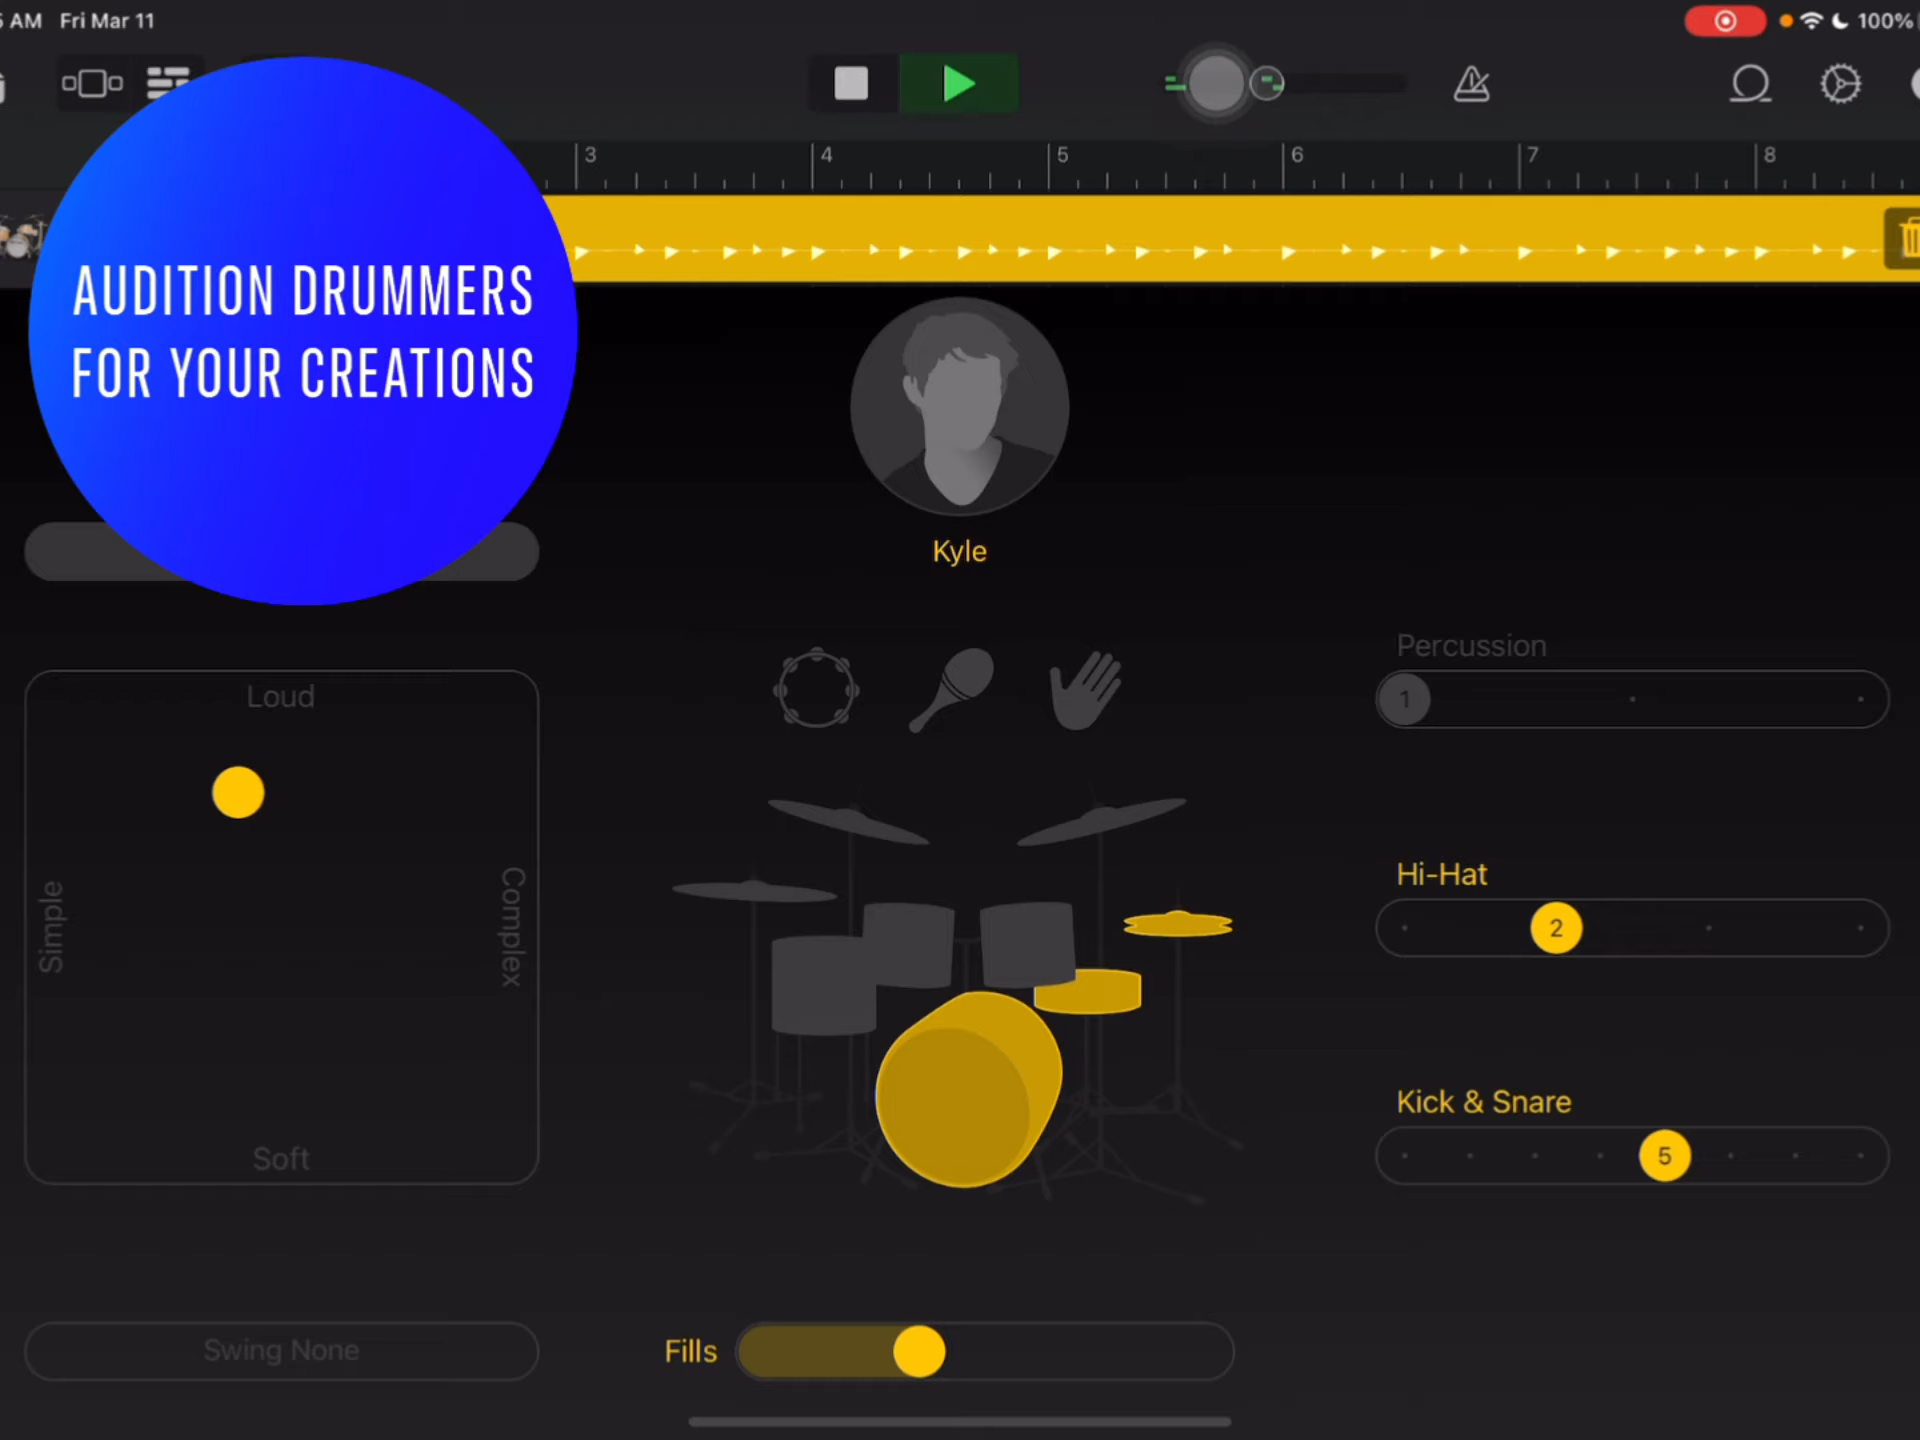 5 AM Fri Mar 11
100%
3 4 5 6 7 8
AUDITION DRUMMERS
FOR YOUR CREATIONS
Kyle
Percussion
1
Loud
Simple
Complex
Soft
Hi-Hat
2
Kick & Snare
5
Swing None
Fills